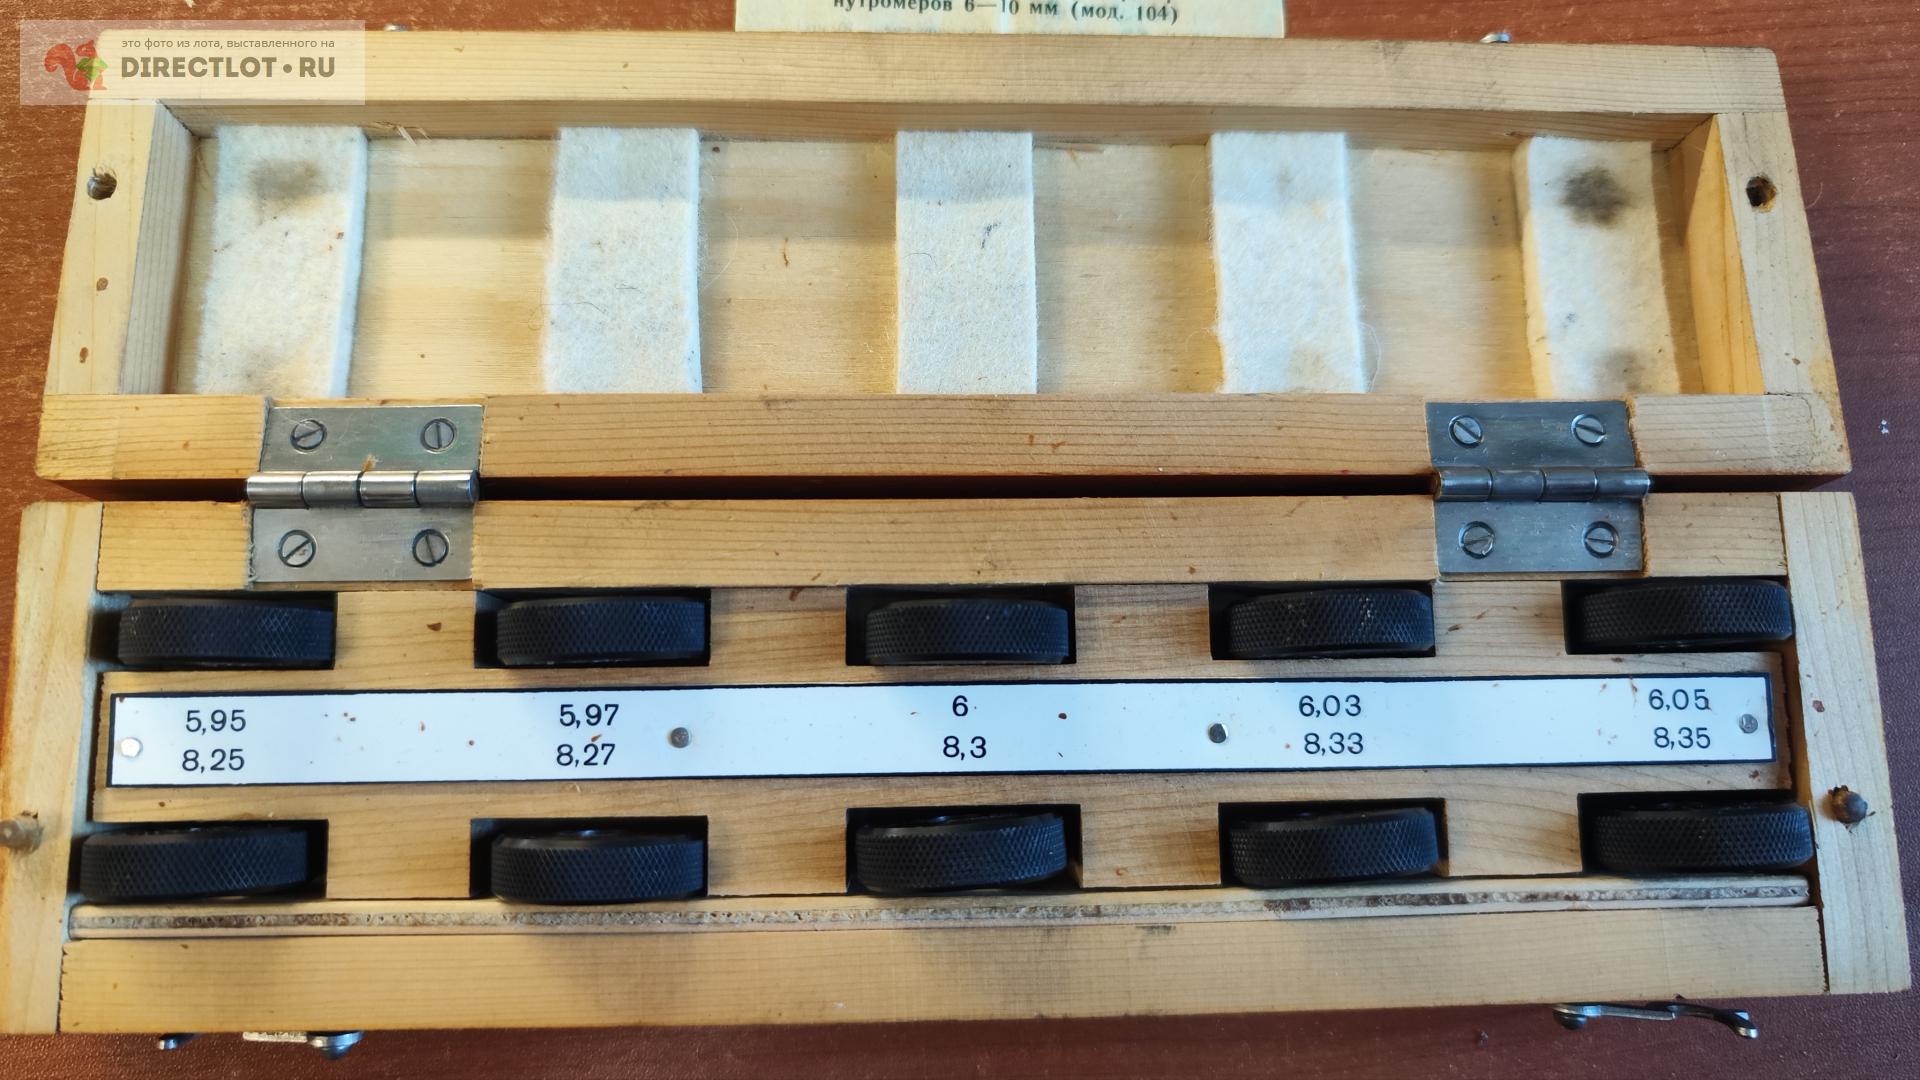 нутромеров 6—10 мм (мод. 104)
это фото из лота, выставленного на
DIRECTLOT•RU
5,95 5,97 6 6,03 6,05
8,25 8,27 8,3 8,33 8,35